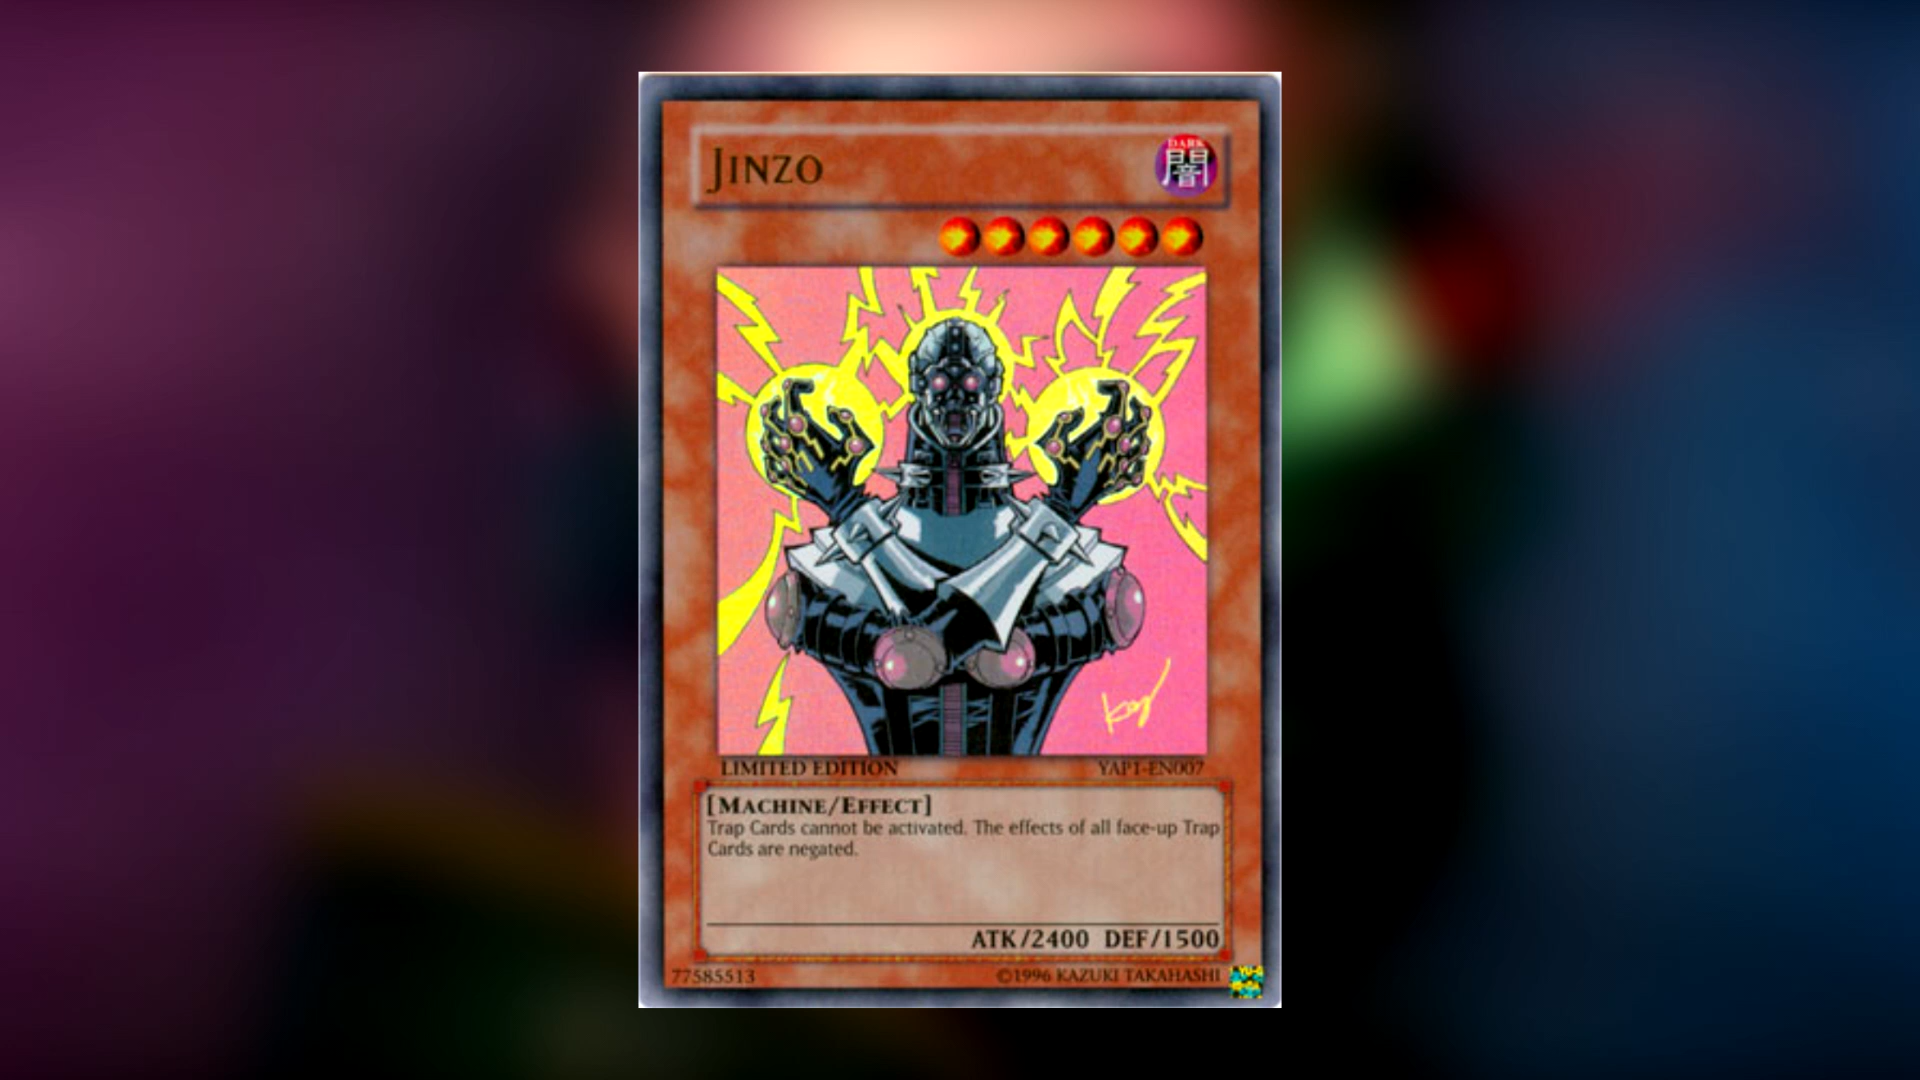 JINZO
DARK
闇
kaz
LIMITED EDITION
YAP1-EN007
[MACHINE/EFFECT]
Trap Cards cannot be activated. The effects of all face-up Trap
Cards are negated.
ATK/2400 DEF/1500
77585513
©1996 KAZUKI TAKAHASHI